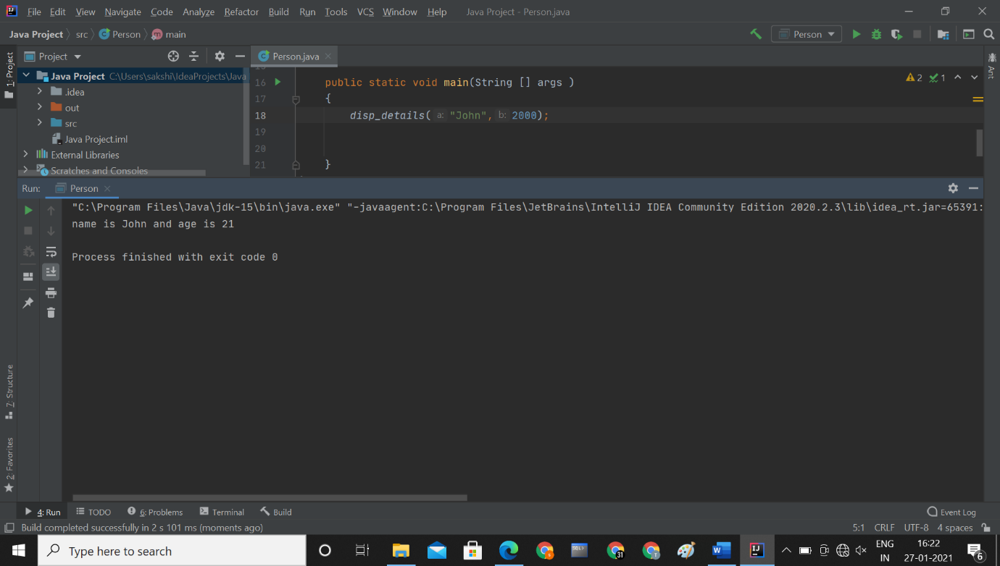 File Edit View Navigate Code Analyze Refactor Build Run Tools VCS Window Help Java Project - Person.java
Java Project src Person main
Person
1: Project
Project
Person.java
Java Project C:\Users\sakshi\IdeaProjects\Java
.idea
out
src
Java Project.iml
External Libraries
Scratches and Consoles
16 public static void main(String [] args )
17 {
18 disp_details( a: "John", b: 2000);
19
20
21 }
2 1
Ant
Run: Person
"C:\Program Files\Java\jdk-15\bin\java.exe" "-javaagent:C:\Program Files\JetBrains\IntelliJ IDEA Community Edition 2020.2.3\lib\idea_rt.jar=65391:
name is John and age is 21
Process finished with exit code 0
7: Structure
2: Favorites
4: Run TODO 6: Problems Terminal Build Event Log
Build completed successfully in 2 s 101 ms (moments ago) 5:1 CRLF UTF-8 4 spaces
Type here to search
31
W
IJ
ENG
IN
16:22
27-01-2021
6